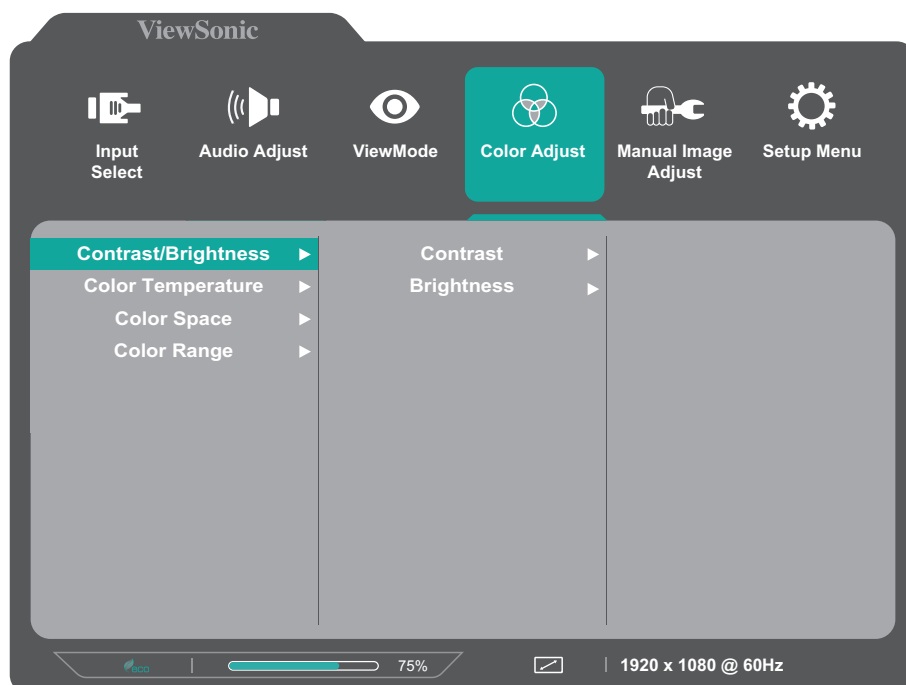 ViewSonic
Input
Select
Audio Adjust
ViewMode
Color Adjust
Manual Image
Adjust
Setup Menu
Contrast/Brightness
Color Temperature
Color Space
Color Range
Contrast
Brightness
75%
1920 x 1080 @ 60Hz